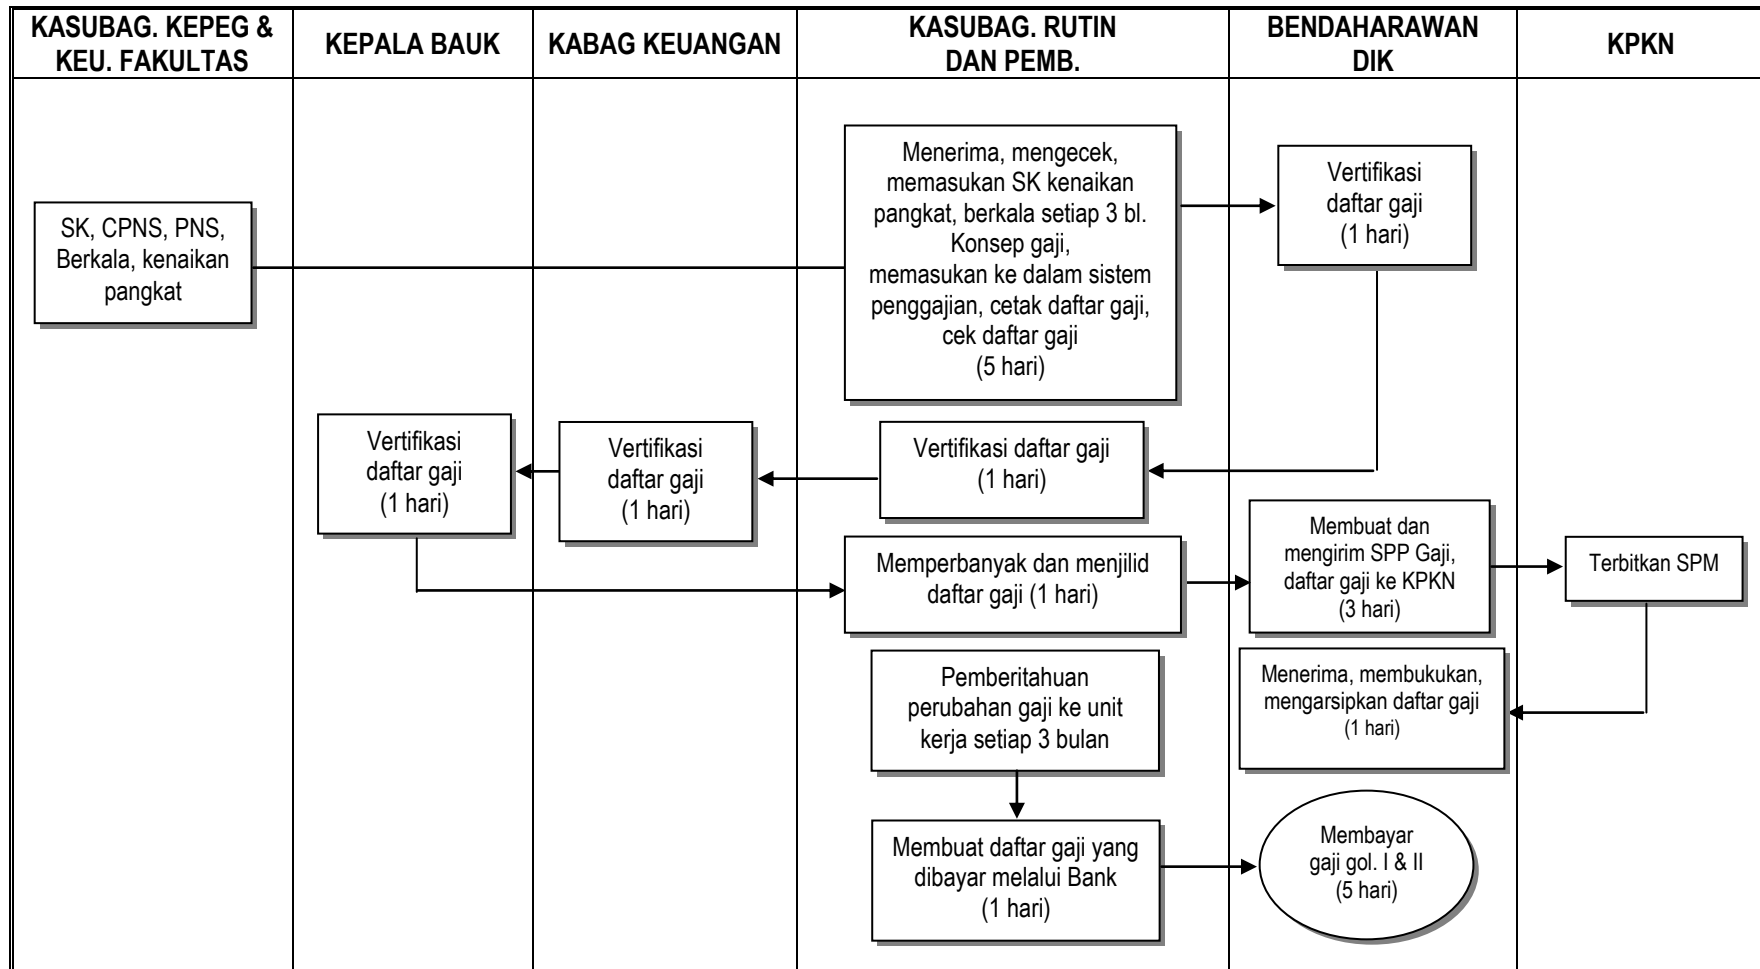 KASUBAG. KEPEG &
KEU. FAKULTAS
KEPALA BAUK
KABAG KEUANGAN
KASUBAG. RUTIN
DAN PEMB.
BENDAHARAWAN
DIK
KPKN
SK, CPNS, PNS,
Berkala, kenaikan
pangkat
Menerima, mengecek,
memasukan SK kenaikan
pangkat, berkala setiap 3 bl.
Konsep gaji,
memasukan ke dalam sistem
penggajian, cetak daftar gaji,
cek daftar gaji
(5 hari)
Vertifikasi
daftar gaji
(1 hari)
Vertifikasi
daftar gaji
(1 hari)
Vertifikasi
daftar gaji
(1 hari)
Vertifikasi daftar gaji
(1 hari)
Memperbanyak dan menjilid
daftar gaji (1 hari)
Membuat dan
mengirim SPP Gaji,
daftar gaji ke KPKN
(3 hari)
Terbitkan SPM
Pemberitahuan
perubahan gaji ke unit
kerja setiap 3 bulan
Menerima, membukukan,
mengarsipkan daftar gaji
(1 hari)
Membuat daftar gaji yang
dibayar melalui Bank
(1 hari)
Membayar
gaji gol. I & II
(5 hari)